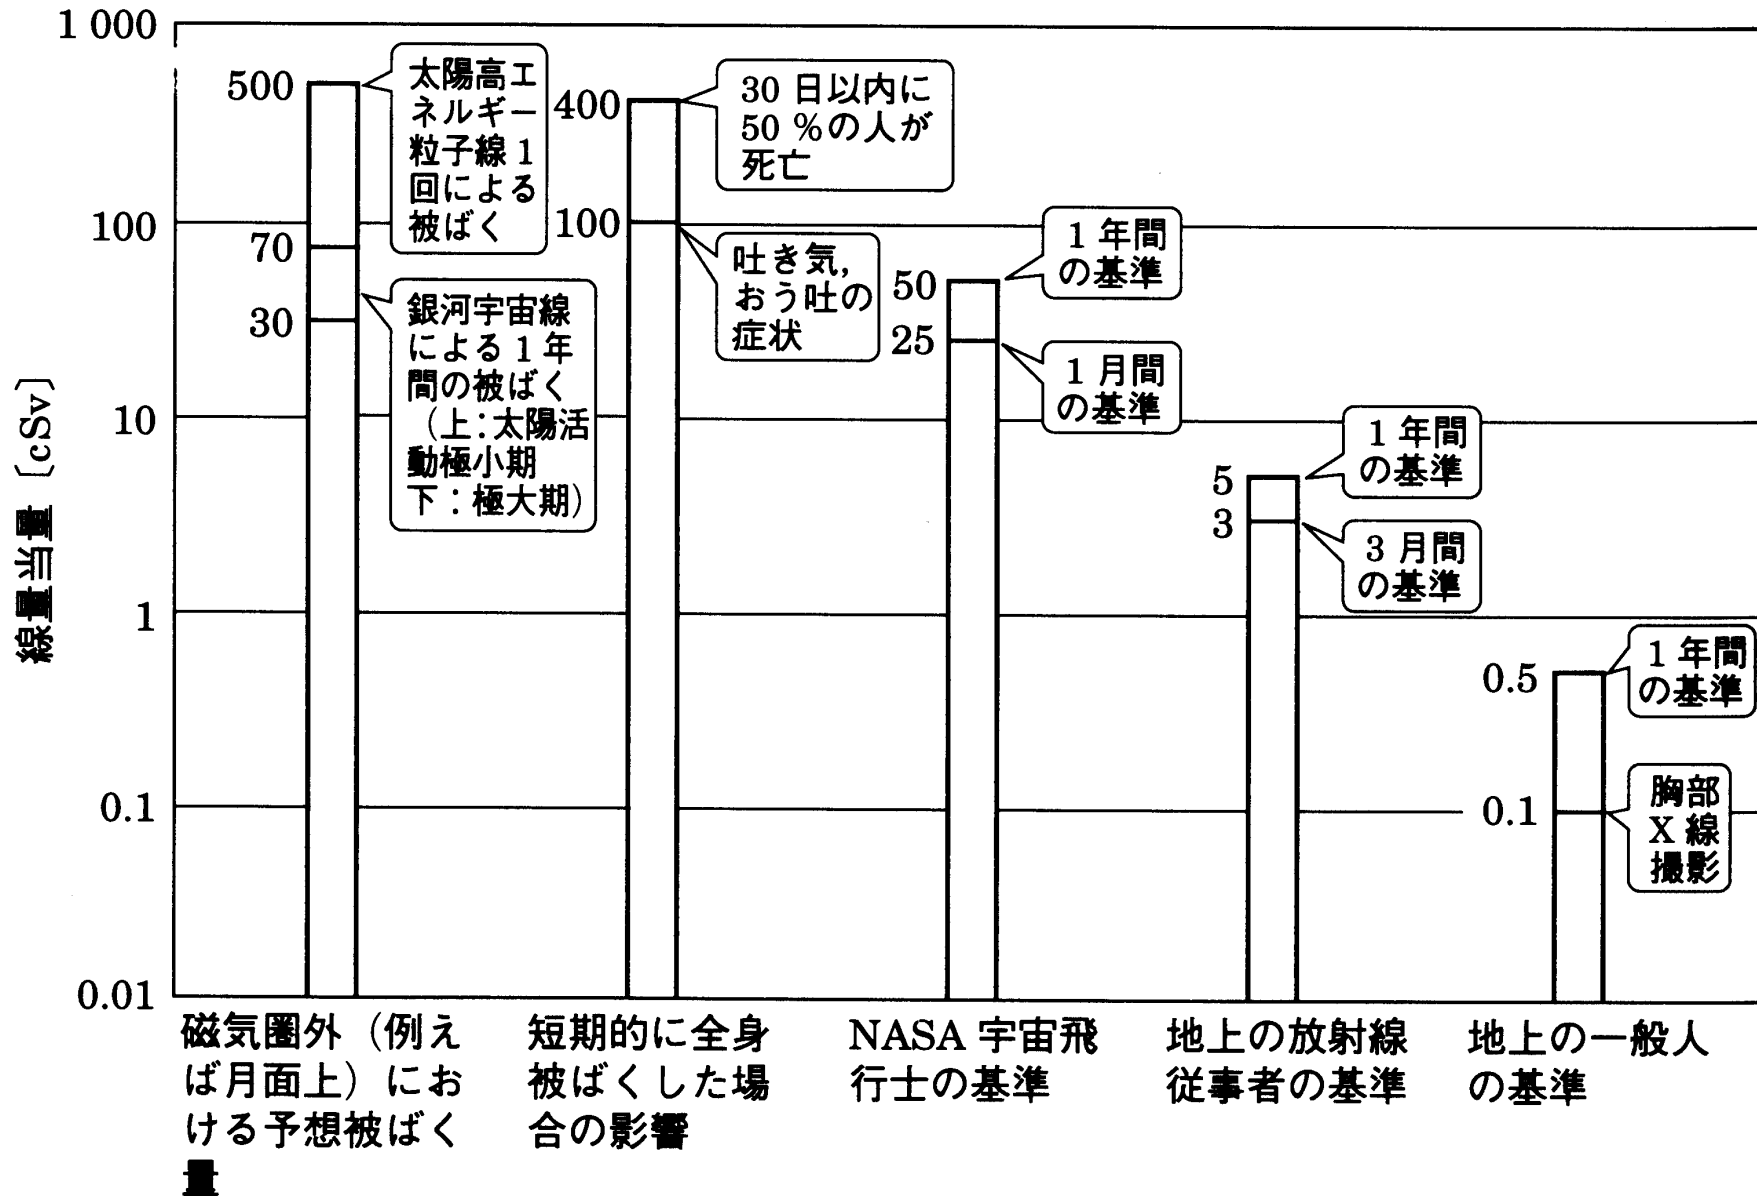 線量当量〔cSv〕
1 000
100
10
1
0.1
0.01
500
70
30
太陽高エ
ネルギー
粒子線 1
回による
被ばく
銀河宇宙線
による 1 年
間の被ばく
(上:太陽活
動極小期
下:極大期)
磁気圏外(例え
ば月面上)にお
ける予想被ばく
量
400
100
30 日以内に
50 %の人が
死亡
吐き気,
おう吐の
症状
短期的に全身
被ばくした場
合の影響
50
25
1 年間
の基準
1 月間
の基準
NASA 宇宙飛
行士の基準
5
3
1 年間
の基準
3 月間
の基準
地上の放射線
従事者の基準
0.5
0.1
1 年間
の基準
胸部
X 線
撮影
地上の一般人
の基準